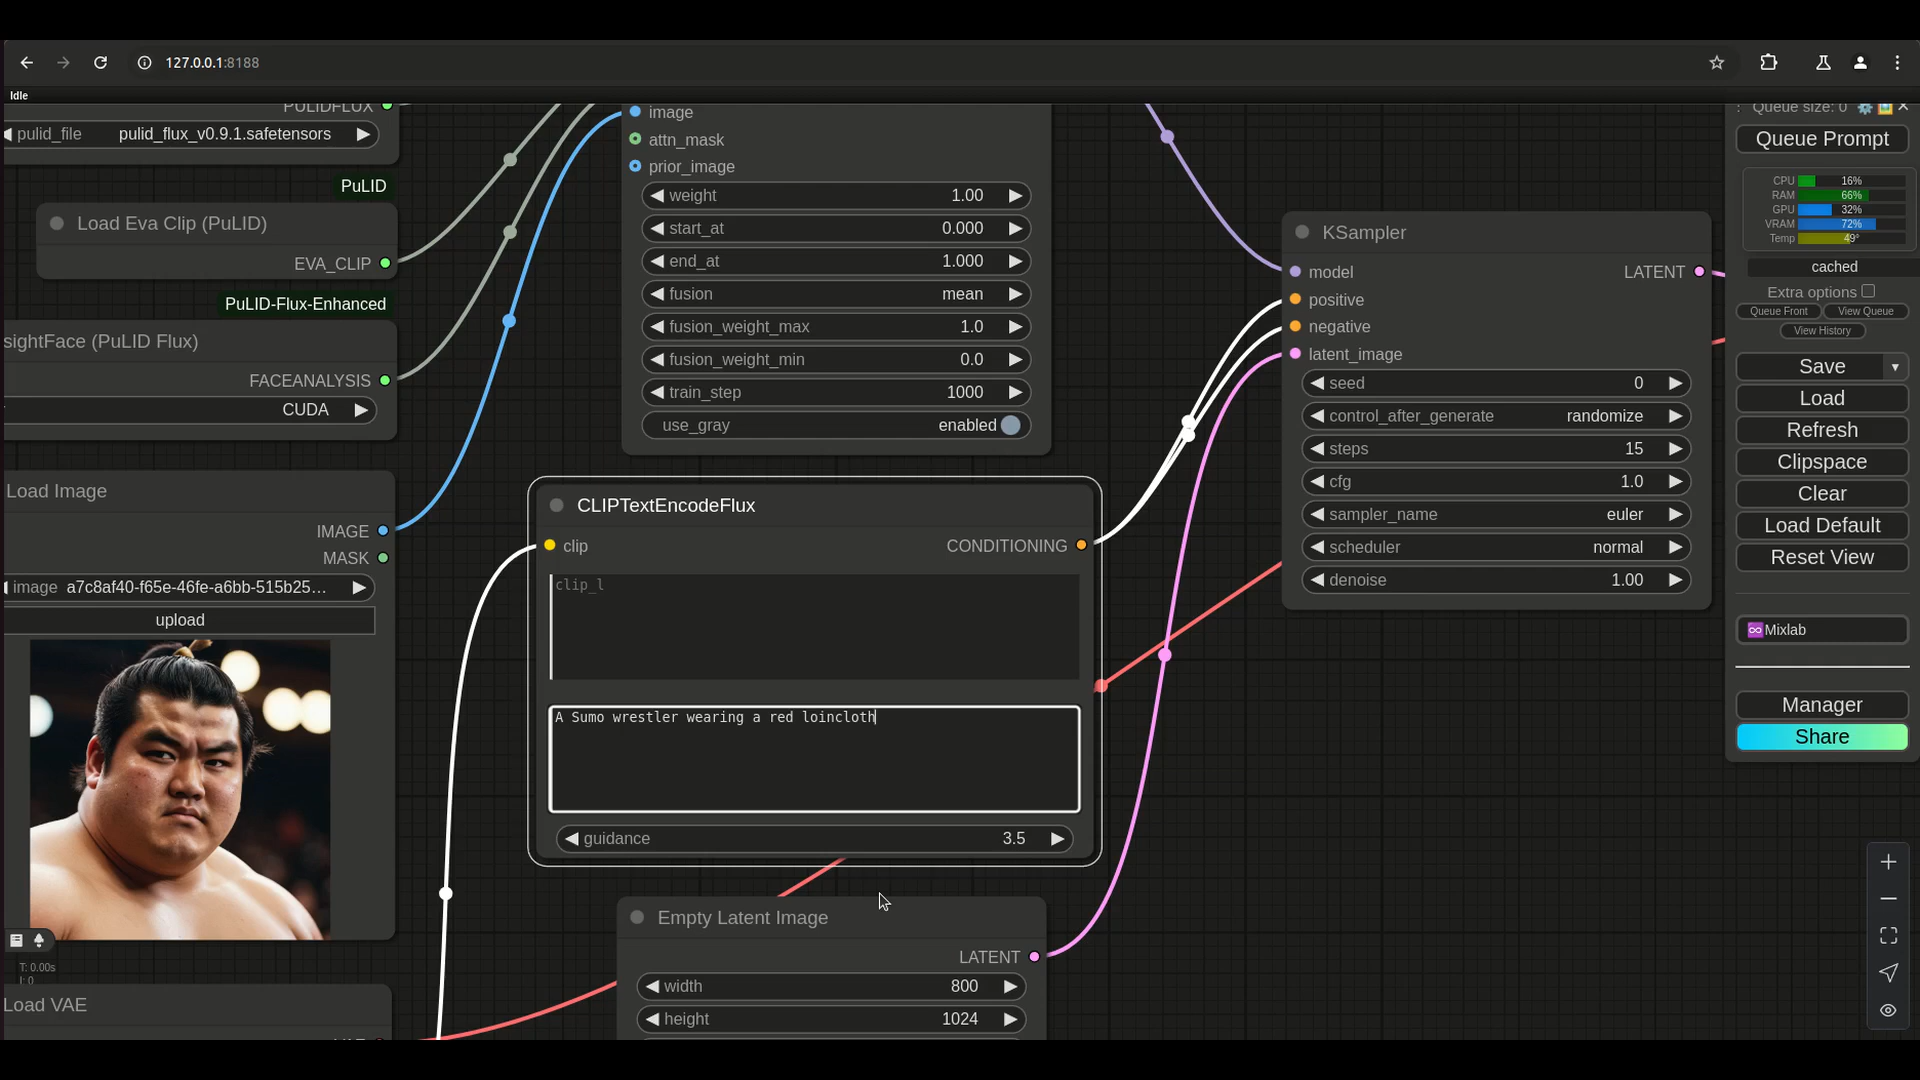 127.0.0.1:8188
Idle
PULIDFLUX
pulid_file pulid_flux_v0.9.1.safetensors
PuLID
Load Eva Clip (PuLID)
EVA_CLIP
PuLID-Flux-Enhanced
sightFace (PuLID Flux)
FACEANALYSIS
CUDA
Load Image
IMAGE
MASK
image a7c8af40-f65e-46fe-a6bb-515b25...
upload
T: 0.00s
I: 0
Load VAE
image
attn_mask
prior_image
weight 1.00
start_at 0.000
end_at 1.000
fusion mean
fusion_weight_max 1.0
fusion_weight_min 0.0
train_step 1000
use_gray enabled
CLIPTextEncodeFlux
clip CONDITIONING
clip_l
A Sumo wrestler wearing a red loincloth
guidance 3.5
Empty Latent Image
LATENT
width 800
height 1024
KSampler
model LATENT
positive
negative
latent_image
seed 0
control_after_generate randomize
steps 15
cfg 1.0
sampler_name euler
scheduler normal
denoise 1.00
Queue size: 0
Queue Prompt
CPU 16%
RAM 66%
GPU 32%
VRAM 72%
Temp 49°
cached
Extra options
Queue Front View Queue
View History
Save
Load
Refresh
Clipspace
Clear
Load Default
Reset View
Mixlab
Manager
Share